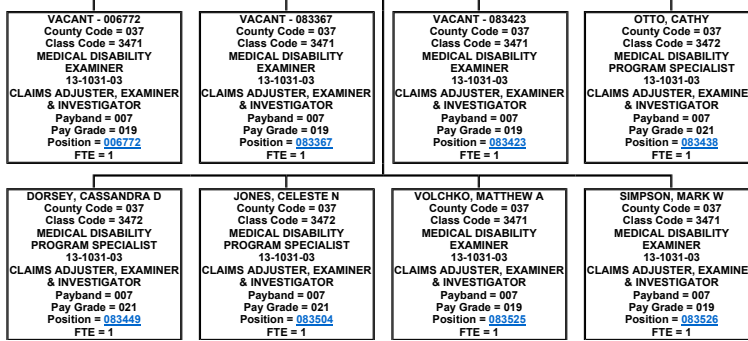 VACANT - 006772
County Code = 037
Class Code = 3471
MEDICAL DISABILITY
EXAMINER
13-1031-03
CLAIMS ADJUSTER, EXAMINER
& INVESTIGATOR
Payband = 007
Pay Grade = 019
Position = 006772
FTE = 1
VACANT - 083367
County Code = 037
Class Code = 3471
MEDICAL DISABILITY
EXAMINER
13-1031-03
CLAIMS ADJUSTER, EXAMINER
& INVESTIGATOR
Payband = 007
Pay Grade = 019
Position = 083367
FTE = 1
VACANT - 083423
County Code = 037
Class Code = 3471
MEDICAL DISABILITY
EXAMINER
13-1031-03
CLAIMS ADJUSTER, EXAMINER
& INVESTIGATOR
Payband = 007
Pay Grade = 019
Position = 083423
FTE = 1
OTTO, CATHY
County Code = 037
Class Code = 3472
MEDICAL DISABILITY
PROGRAM SPECIALIST
13-1031-03
CLAIMS ADJUSTER, EXAMINE
& INVESTIGATOR
Payband = 007
Pay Grade = 021
Position = 083438
FTE = 1
DORSEY, CASSANDRA D
County Code = 037
Class Code = 3472
MEDICAL DISABILITY
PROGRAM SPECIALIST
13-1031-03
CLAIMS ADJUSTER, EXAMINER
& INVESTIGATOR
Payband = 007
Pay Grade = 021
Position = 083449
FTE = 1
JONES, CELESTE N
County Code = 037
Class Code = 3472
MEDICAL DISABILITY
PROGRAM SPECIALIST
13-1031-03
CLAIMS ADJUSTER, EXAMINER
& INVESTIGATOR
Payband = 007
Pay Grade = 021
Position = 083504
FTE = 1
VOLCHKO, MATTHEW A
County Code = 037
Class Code = 3471
MEDICAL DISABILITY
EXAMINER
13-1031-03
CLAIMS ADJUSTER, EXAMINER
& INVESTIGATOR
Payband = 007
Pay Grade = 019
Position = 083525
FTE = 1
SIMPSON, MARK W
County Code = 037
Class Code = 3471
MEDICAL DISABILITY
EXAMINER
13-1031-03
CLAIMS ADJUSTER, EXAMINE
& INVESTIGATOR
Payband = 007
Pay Grade = 019
Position = 083526
FTE = 1